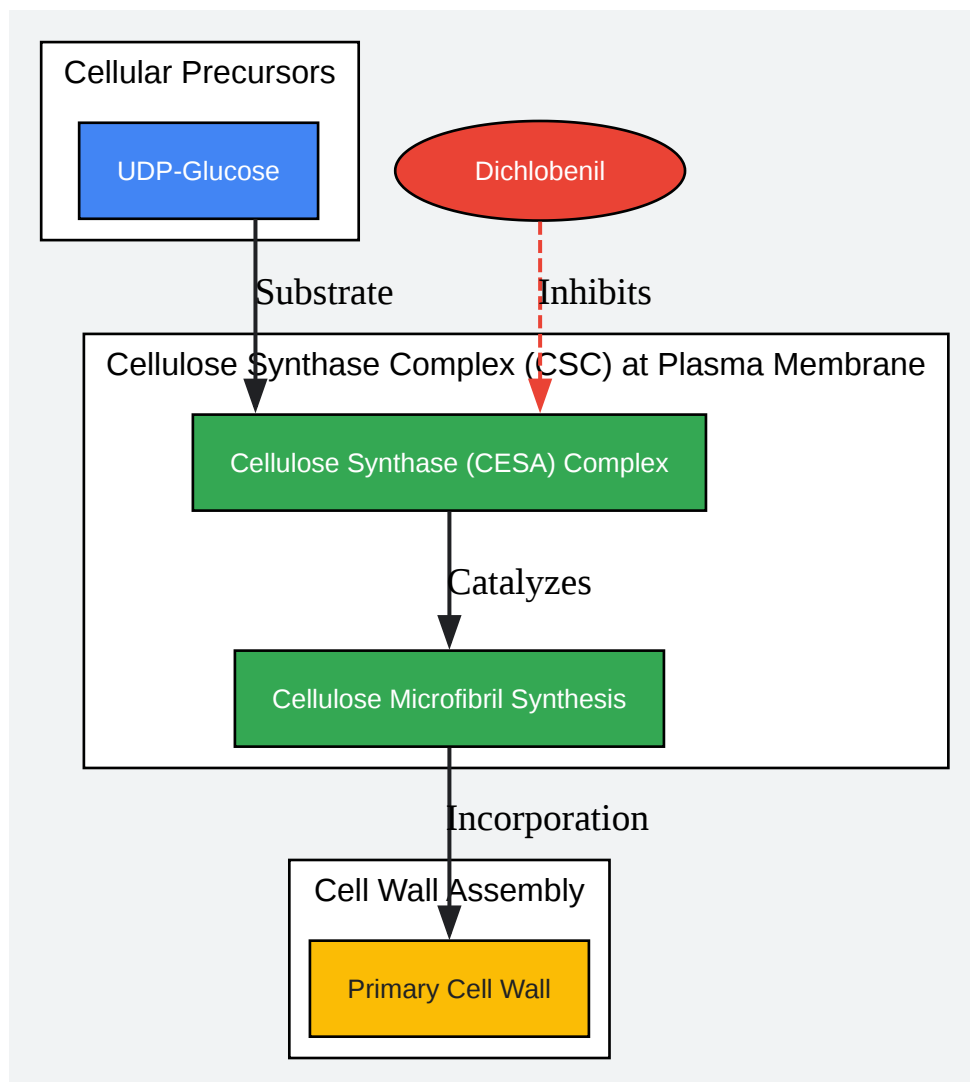 Cellular Precursors
UDP-Glucose
Dichlobenil
Substrate
Inhibits
Cellulose Synthase Complex (CSC) at Plasma Membrane
Cellulose Synthase (CESA) Complex
Catalyzes
Cellulose Microfibril Synthesis
Incorporation
Cell Wall Assembly
Primary Cell Wall